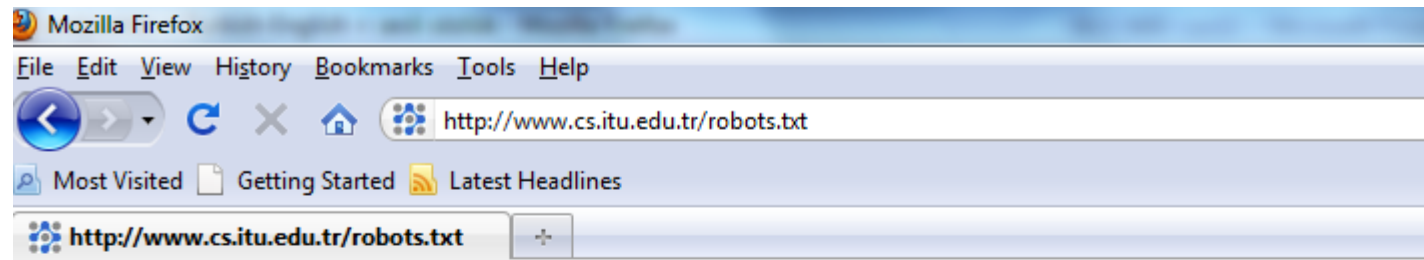 Mozilla Firefox
File Edit View History Bookmarks Tools Help
http://www.cs.itu.edu.tr/robots.txt
Most Visited Getting Started Latest Headlines
http://www.cs.itu.edu.tr/robots.txt